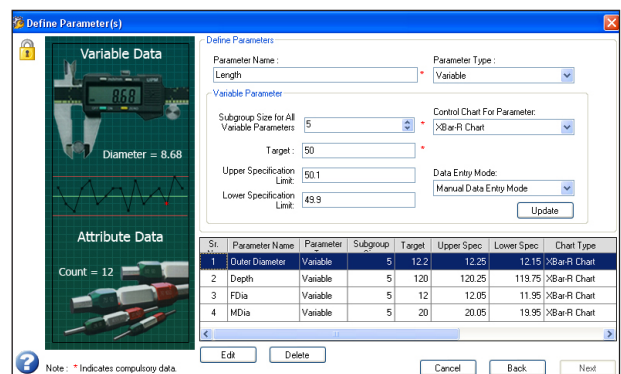 Define Parameter(s)
Variable Data
868
Diameter = 8.68
Attribute Data
Count = 12
Define Parameters
Parameter Name :
Length *
Parameter Type :
Variable
Variable Parameter
Subgroup Size for All
Variable Parameters
5 *
Control Chart For Parameter:
XBar-R Chart
Target : 50 *
Upper Specification
Limit: 50.1
Lower Specification
Limit: 49.9
Data Entry Mode:
Manual Data Entry Mode
Update
Sr. Parameter Name Parameter Subgroup Target Upper Spec Lower Spec Chart Type
1 Outer Diameter Variable 5 12.2 12.25 12.15 XBar-R Chart
2 Depth Variable 5 120 120.25 119.75 XBar-R Chart
3 FDia Variable 5 12 12.05 11.95 XBar-R Chart
4 MDia Variable 5 20 20.05 19.95 XBar-R Chart
Edit Delete
Note : * Indicates compulsory data.
Cancel Back Next